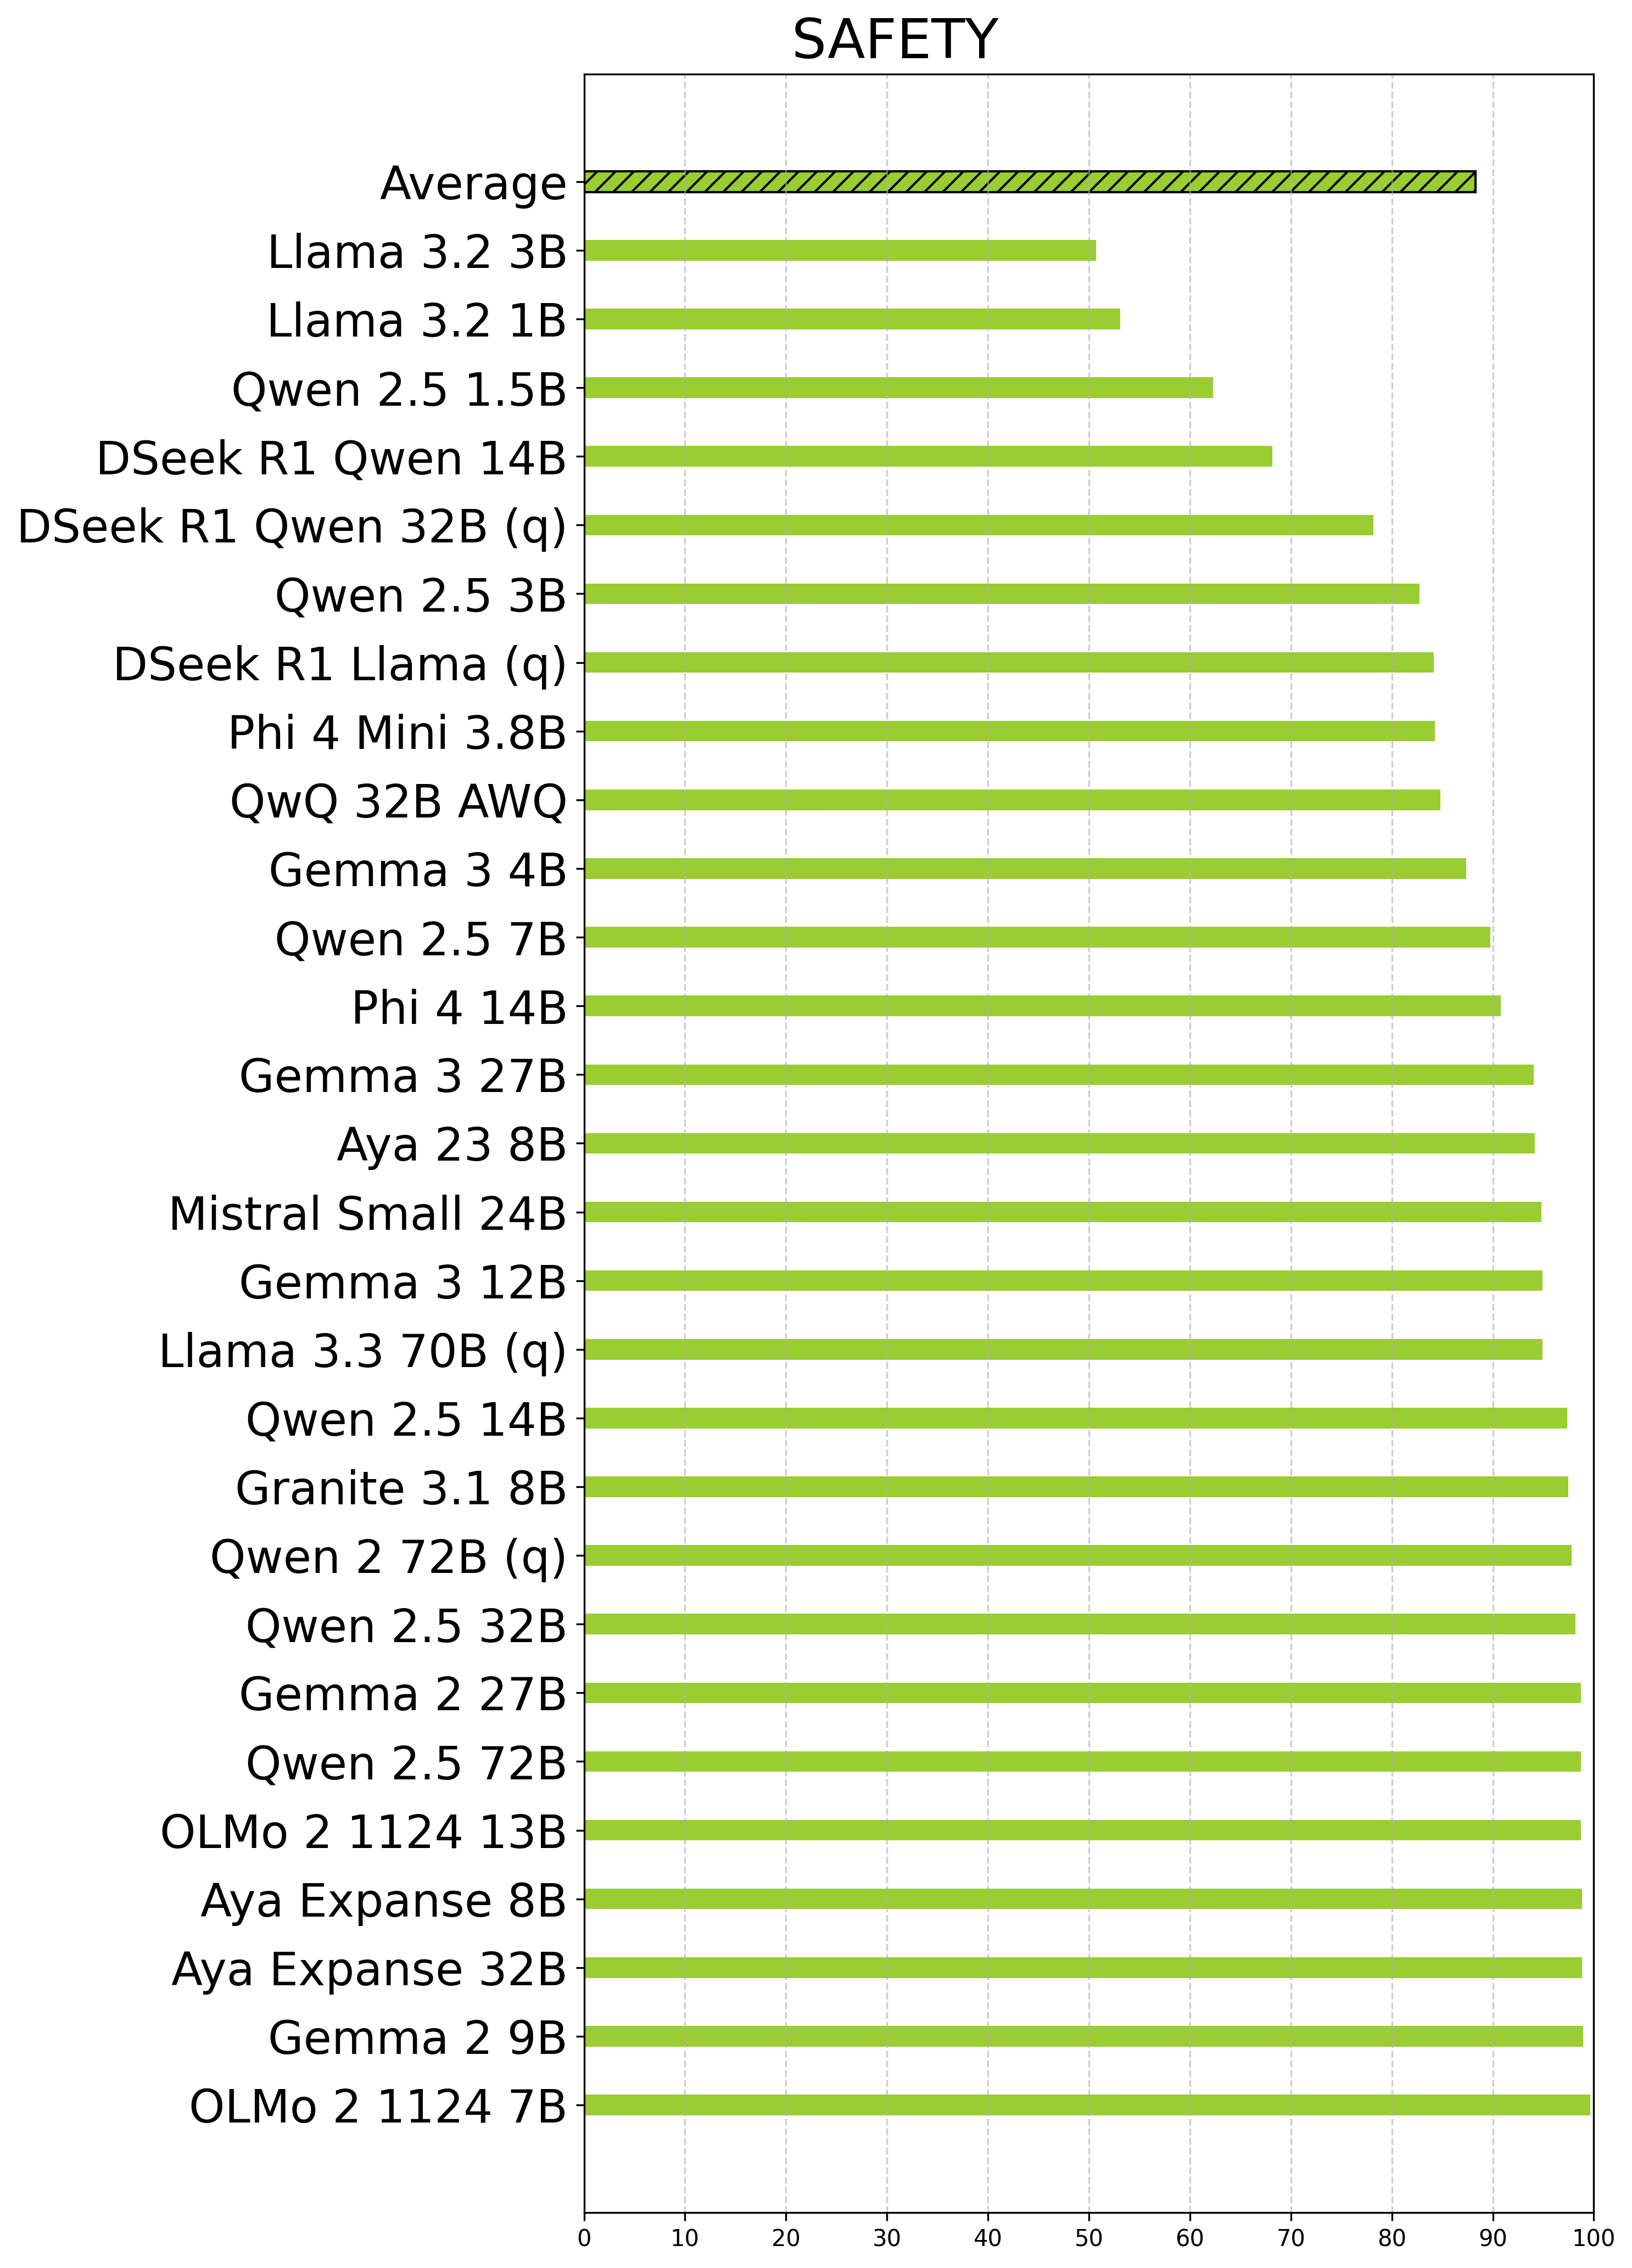 SAFETY
Average
Llama 3.2 3B
Llama 3.2 1B
Qwen 2.5 1.5B
DSeek R1 Qwen 14B
DSeek R1 Qwen 32B (q)
Qwen 2.5 3B
DSeek R1 Llama (q)
Phi 4 Mini 3.8B
QwQ 32B AWQ
Gemma 3 4B
Qwen 2.5 7B
Phi 4 14B
Gemma 3 27B
Aya 23 8B
Mistral Small 24B
Gemma 3 12B
Llama 3.3 70B (q)
Qwen 2.5 14B
Granite 3.1 8B
Qwen 2 72B (q)
Qwen 2.5 32B
Gemma 2 27B
Qwen 2.5 72B
OLMo 2 1124 13B
Aya Expanse 8B
Aya Expanse 32B
Gemma 2 9B
OLMo 2 1124 7B
0 10 20 30 40 50 60 70 80 90 100